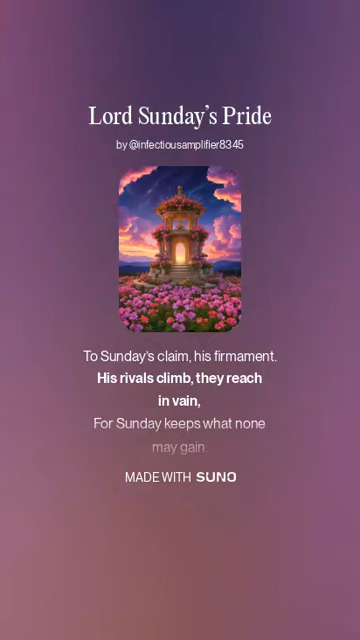 Lord Sunday’s Pride
by @infectiousamplifier8345
To Sunday’s claim, his firmament.
His rivals climb, they reach
in vain,
For Sunday keeps what none
may gain.
MADE WITH SUNO